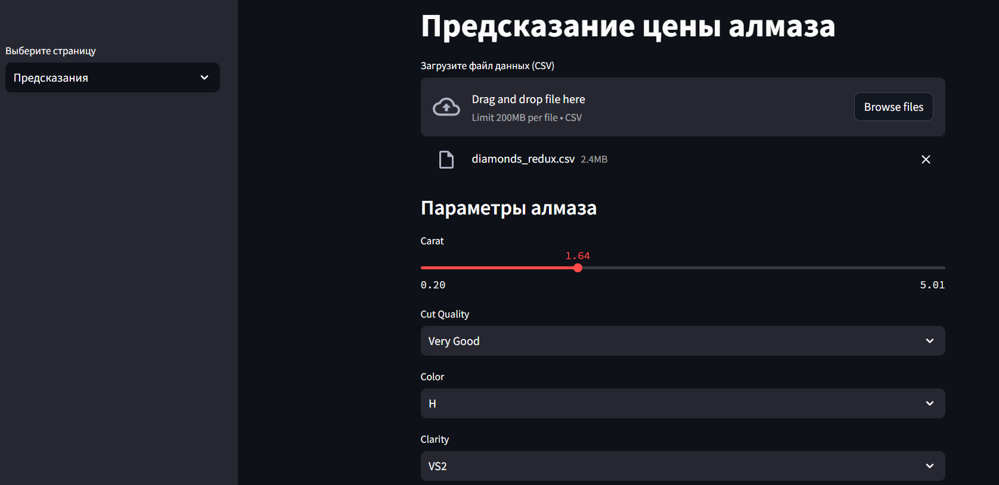 Выберите страницу
Предсказания
Предсказание цены алмаза
Загрузите файл данных (CSV)
Drag and drop file here
Limit 200MB per file • CSV
Browse files
diamonds_redux.csv 2.4MB
Параметры алмаза
Carat
1.64
0.20 5.01
Cut Quality
Very Good
Color
H
Clarity
VS2